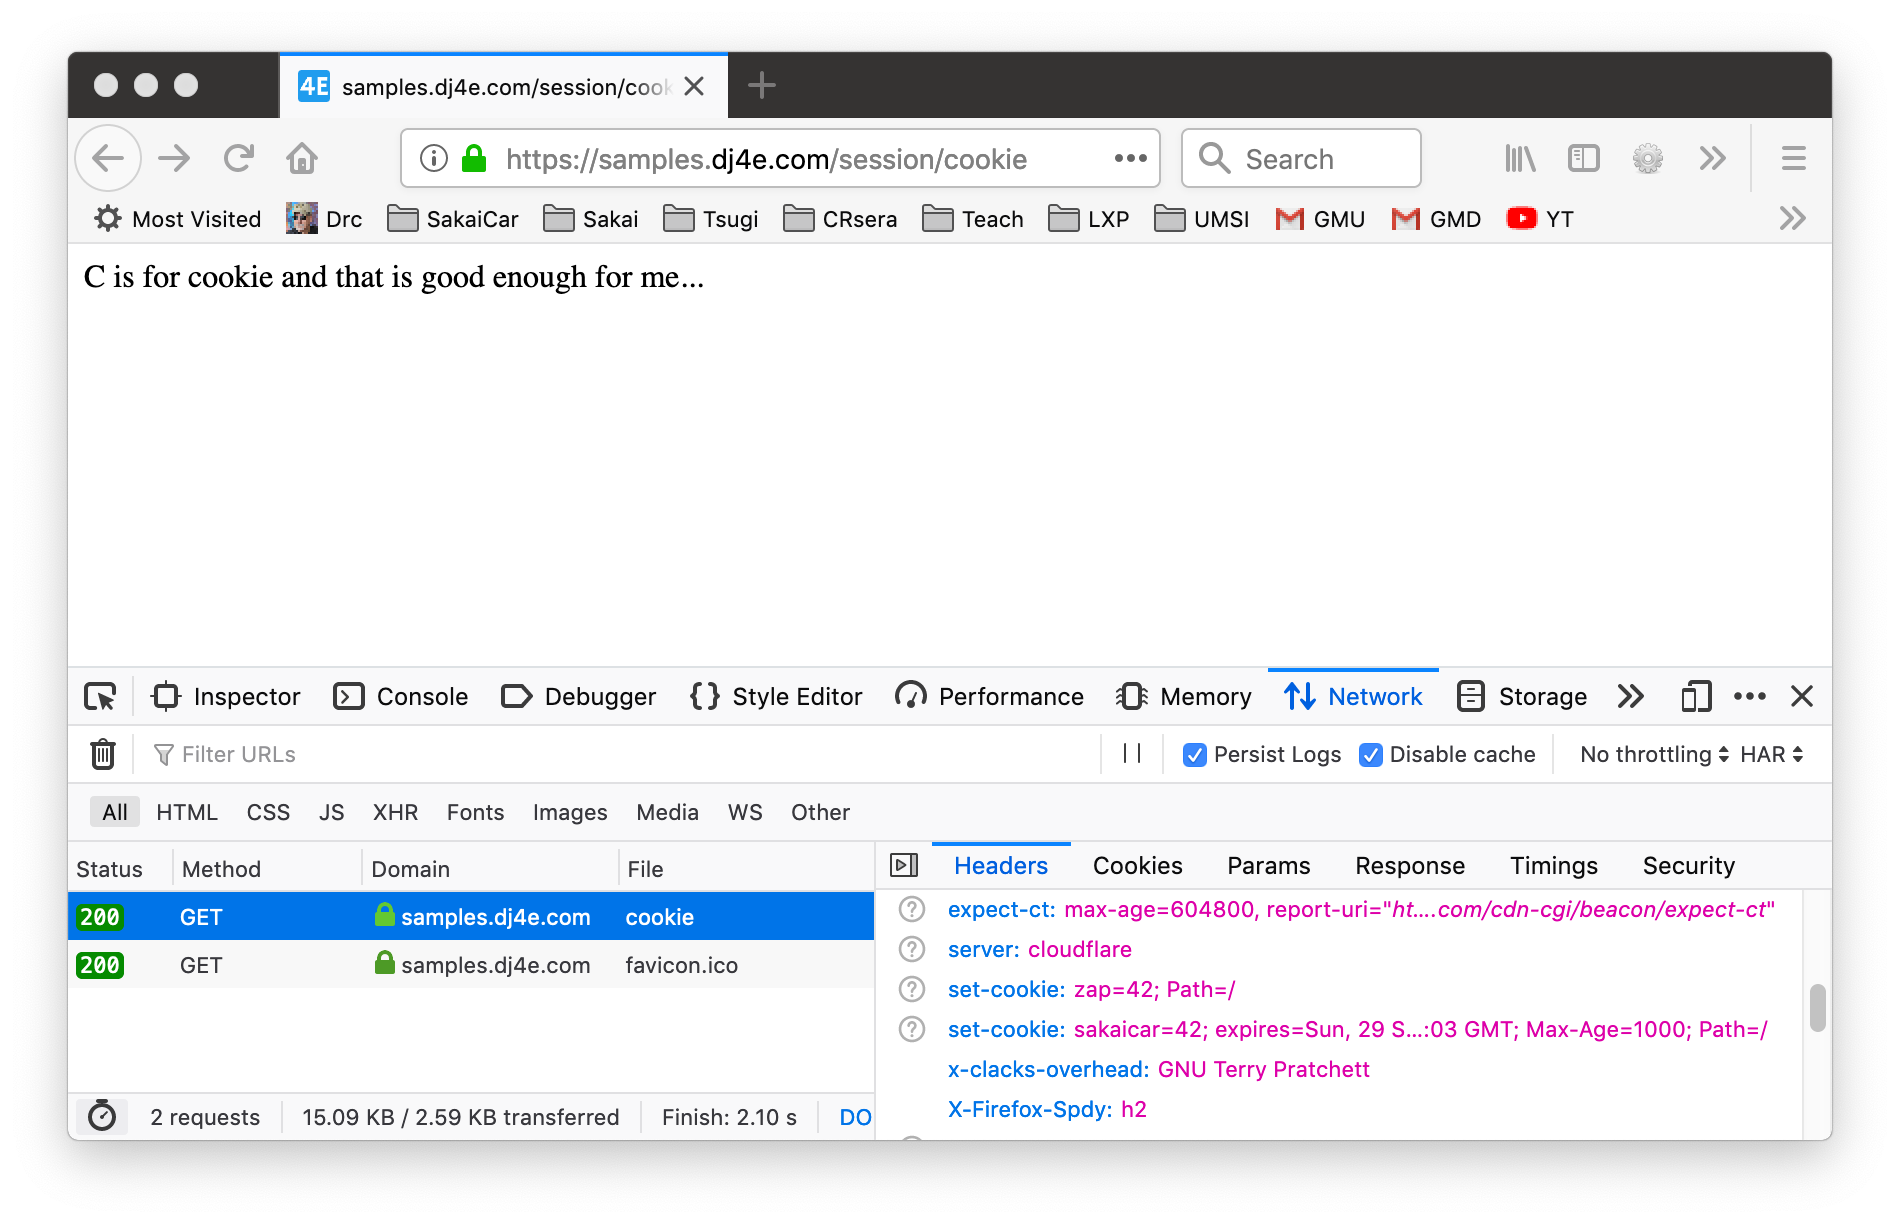 4E samples.dj4e.com/session/cook
https://samples.dj4e.com/session/cookie Search
Most Visited Drc SakaiCar Sakai Tsugi CRsera Teach LXP UMSI GMU GMD YT
C is for cookie and that is good enough for me...
Inspector Console Debugger {} Style Editor Performance Memory Network Storage
Filter URLs Persist Logs Disable cache No throttling HAR
All HTML CSS JS XHR Fonts Images Media WS Other
Status Method Domain File
200 GET samples.dj4e.com cookie
200 GET samples.dj4e.com favicon.ico
2 requests 15.09 KB / 2.59 KB transferred Finish: 2.10 s DO
Headers Cookies Params Response Timings Security
expect-ct: max-age=604800, report-uri="ht....com/cdn-cgi/beacon/expect-ct"
server: cloudflare
set-cookie: zap=42; Path=/
set-cookie: sakaicar=42; expires=Sun, 29 S...:03 GMT; Max-Age=1000; Path=/
x-clacks-overhead: GNU Terry Pratchett
X-Firefox-Spdy: h2